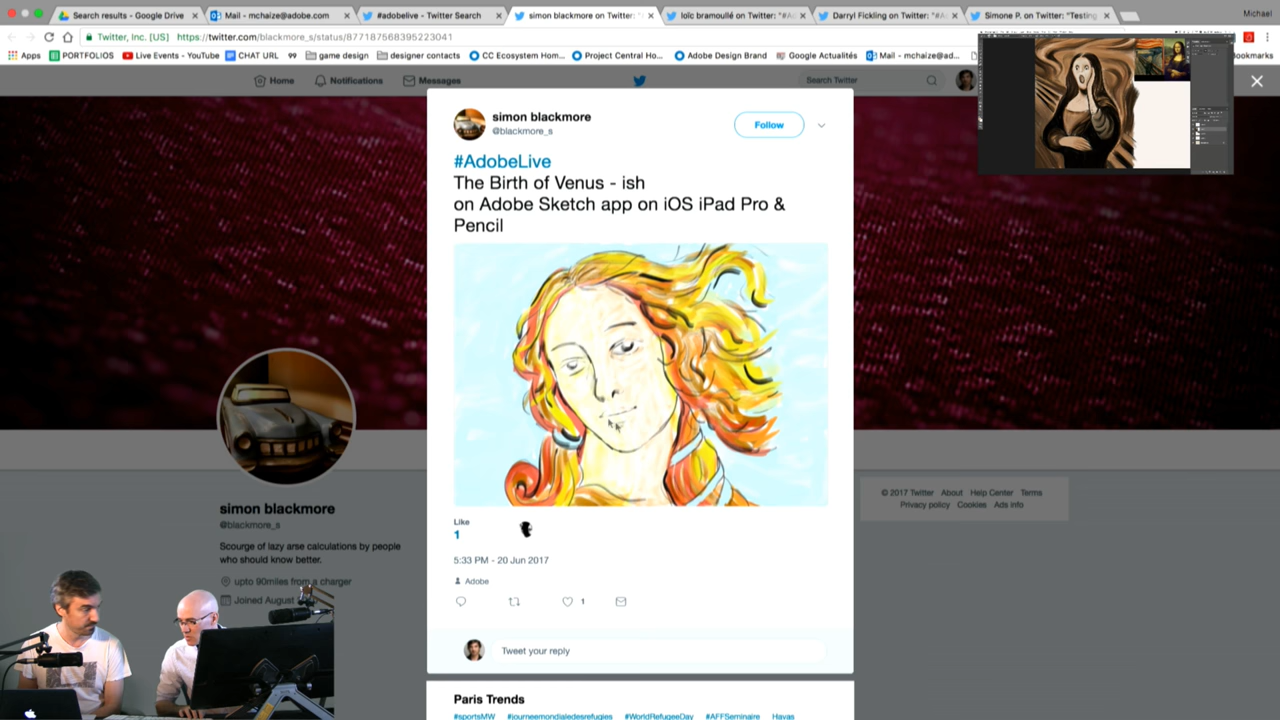 Search results - Google Drive
Mail - mchaize@adobe.com
#adobelive - Twitter Search
simon blackmore on Twitter: "
loïc bramoullé on Twitter: "#A
Darryl Fickling on Twitter: "#A
Simone P. on Twitter: "Testing
Michael
Twitter, Inc. [US]
https://twitter.com/blackmore_s/status/877187568395223041
Apps
PORTFOLIOS
Live Events - YouTube
CHAT URL
game design
designer contacts
CC Ecosystem Hom...
Project Central Ho...
Adobe Design Brand
Google Actualités
Mail - mchaize@ad...
Bookmarks
Home
Notifications
Messages
Search Twitter
simon blackmore
@blackmore_s
Follow
#AdobeLive
The Birth of Venus - ish
on Adobe Sketch app on iOS iPad Pro &
Pencil
Like
1
5:33 PM - 20 Jun 2017
Adobe
1
Tweet your reply
Paris Trends
#sportsMW #journeemondialedesrefugies #WorldRefugeeDay #AFFSeminaire Havas
simon blackmore
@blackmore_s
Scourge of lazy arse calculations by people
who should know better.
upto 90miles from a charger
Joined August
© 2017 Twitter About Help Center Terms
Privacy policy Cookies Ads info